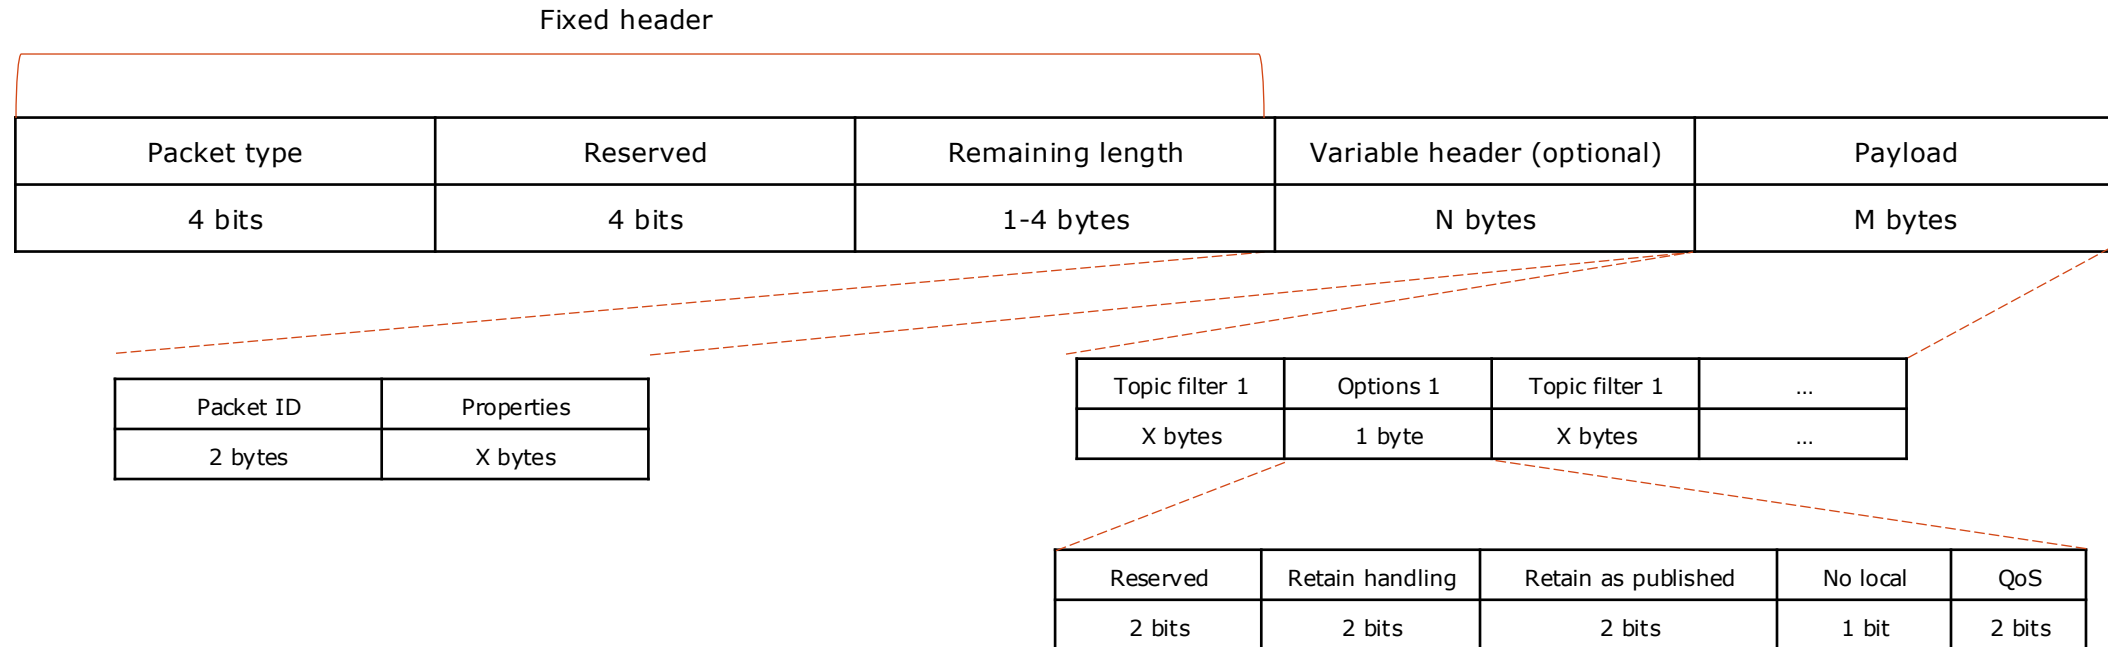 Fixed header
Packet type Reserved Remaining length Variable header (optional) Payload
4 bits 4 bits 1-4 bytes N bytes M bytes
Topic filter 1 Options 1 Topic filter 1 ...
Packet ID Properties
X bytes 1 byte X bytes ...
2 bytes X bytes
Reserved Retain handling Retain as published No local QoS
2 bits 2 bits 2 bits 1 bit 2 bits